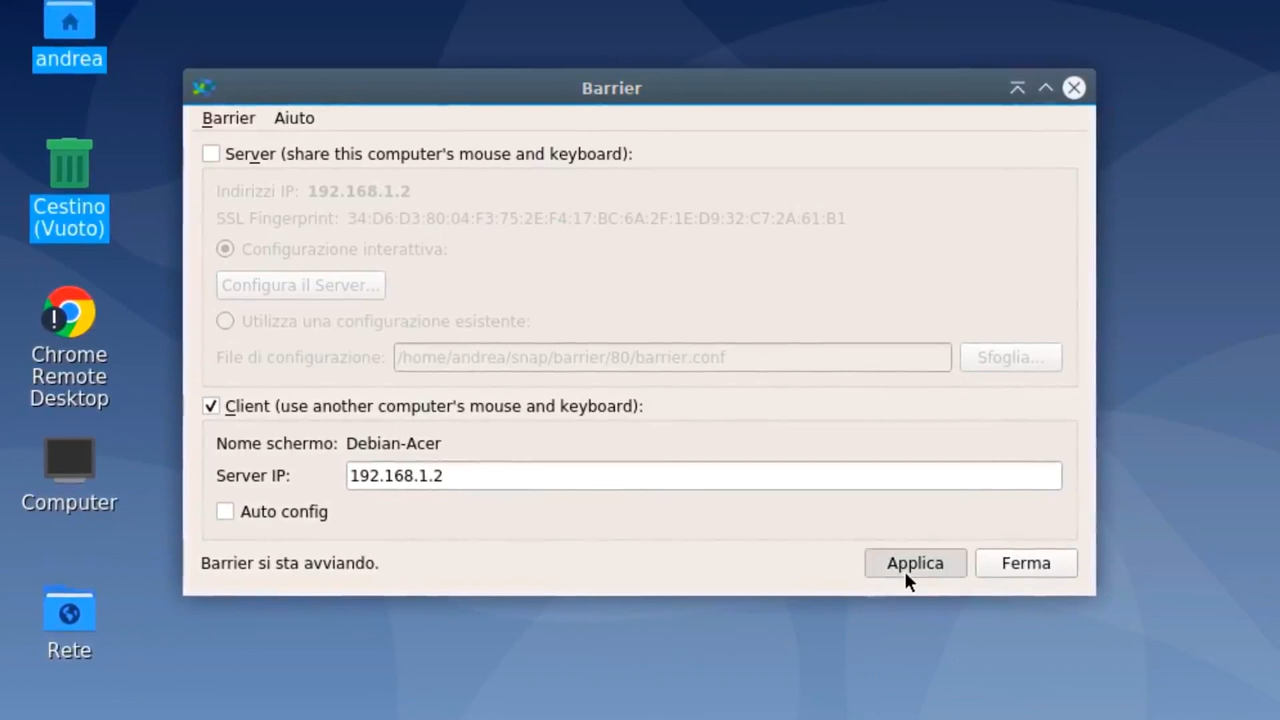 andrea
Cestino
(Vuoto)
Chrome
Remote
Desktop
Computer
Rete
Barrier
Barrier Aiuto
Server (share this computer's mouse and keyboard):
Indirizzi IP: 192.168.1.2
SSL Fingerprint: 34:D6:D3:80:04:F3:75:2E:F4:17:BC:6A:2F:1E:D9:32:C7:2A:61:B1
Configurazione interattiva:
Configura il Server...
Utilizza una configurazione esistente:
File di configurazione: /home/andrea/snap/barrier/80/barrier.conf Sfoglia...
Client (use another computer's mouse and keyboard):
Nome schermo: Debian-Acer
Server IP: 192.168.1.2
Auto config
Barrier si sta avviando. Applica Ferma